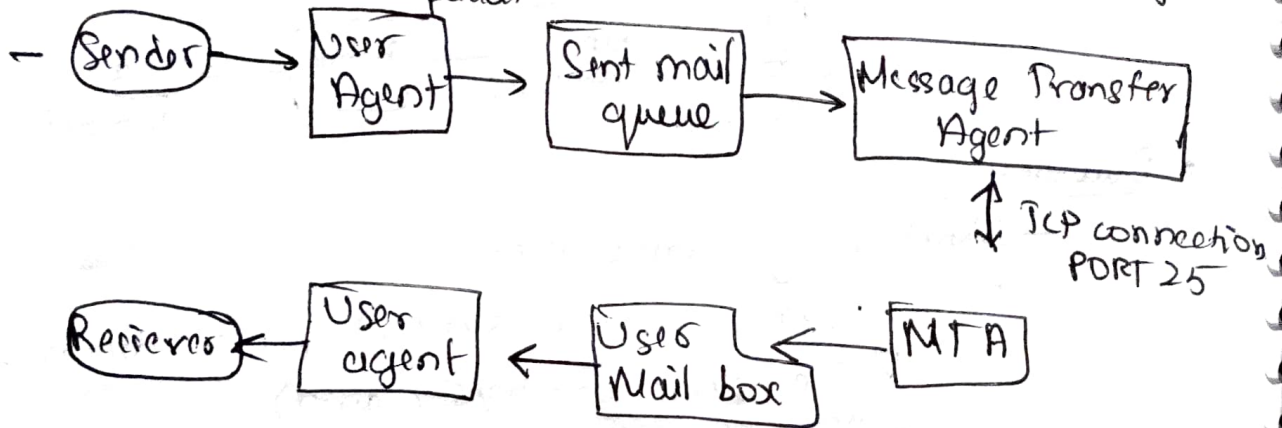 - Sender
User
Agent
Sent mail
queue
Message Transfer
Agent
TCP connection
PORT 25
Reciever
User
agent
User
Mail box
MTA